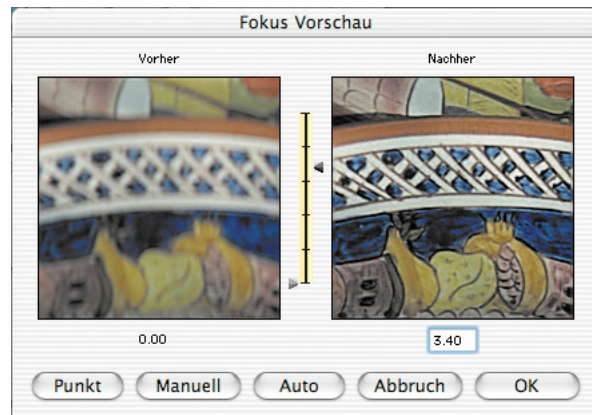 Fokus Vorschau
Vorher
Nachher
0.00
3.40
Punkt
Manuell
Auto
Abbruch
OK